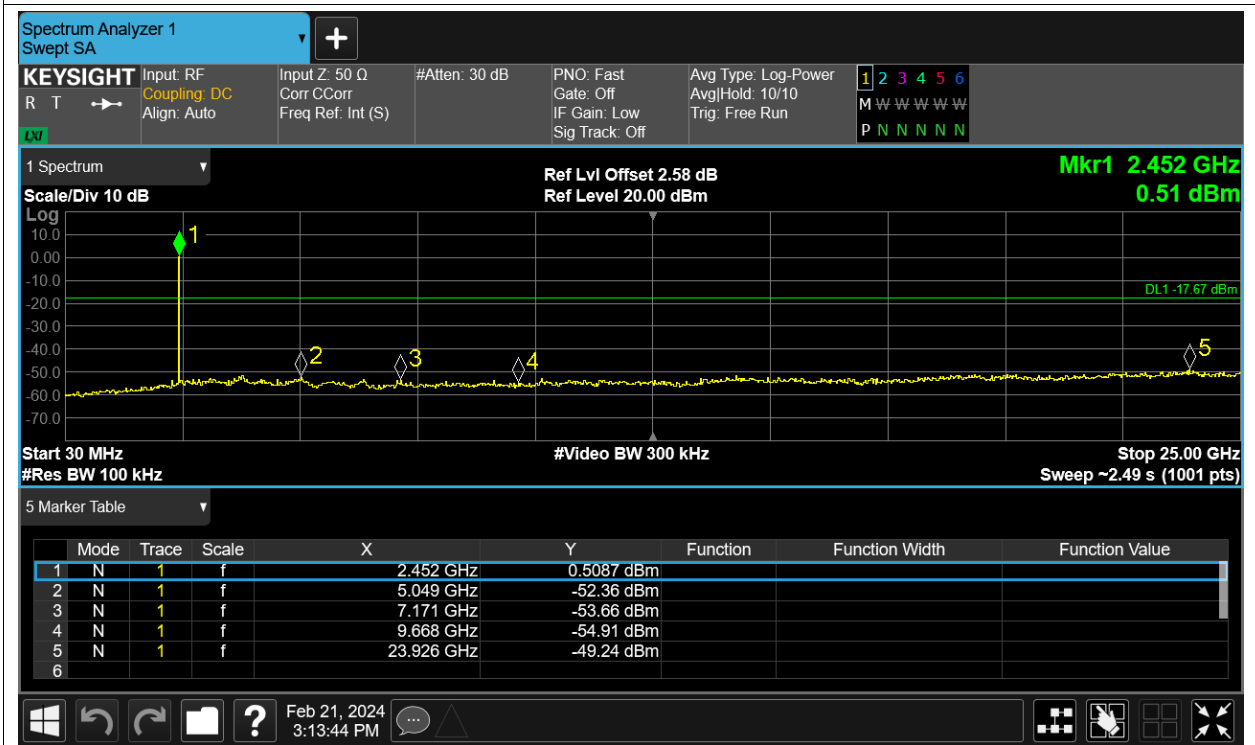 Spectrum Analyzer 1
Swept SA
KEYSIGHT
R T
LXI
Input: RF
Coupling: DC
Align: Auto
Input Z: 50 Ω
Corr CCorr
Freq Ref: Int (S)
#Atten: 30 dB
PNO: Fast
Gate: Off
IF Gain: Low
Sig Track: Off
Avg Type: Log-Power
Avg|Hold: 10/10
Trig: Free Run
1 2 3 4 5 6
M W W W W W
P N N N N N
1 Spectrum
Scale/Div 10 dB
Ref Lvl Offset 2.58 dB
Ref Level 20.00 dBm
Mkr1 2.452 GHz
0.51 dBm
Log
10.0
0.00
-10.0
-20.0
-30.0
-40.0
-50.0
-60.0
-70.0
1
DL1 -17.67 dBm
2
3
4
5
Start 30 MHz
#Video BW 300 kHz
Stop 25.00 GHz
#Res BW 100 kHz
Sweep ~2.49 s (1001 pts)
5 Marker Table
Mode Trace Scale X Y Function Function Width Function Value
1 N 1 f 2.452 GHz 0.5087 dBm
2 N 1 f 5.049 GHz -52.36 dBm
3 N 1 f 7.171 GHz -53.66 dBm
4 N 1 f 9.668 GHz -54.91 dBm
5 N 1 f 23.926 GHz -49.24 dBm
6
?
Feb 21, 2024
3:13:44 PM